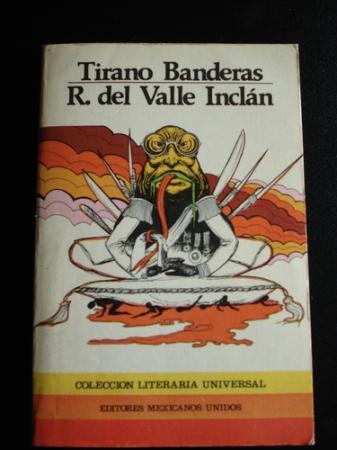 Tirano Banderas
R. del Valle Inclán
COLECCION LITERARIA UNIVERSAL
EDITORES MEXICANOS UNIDOS